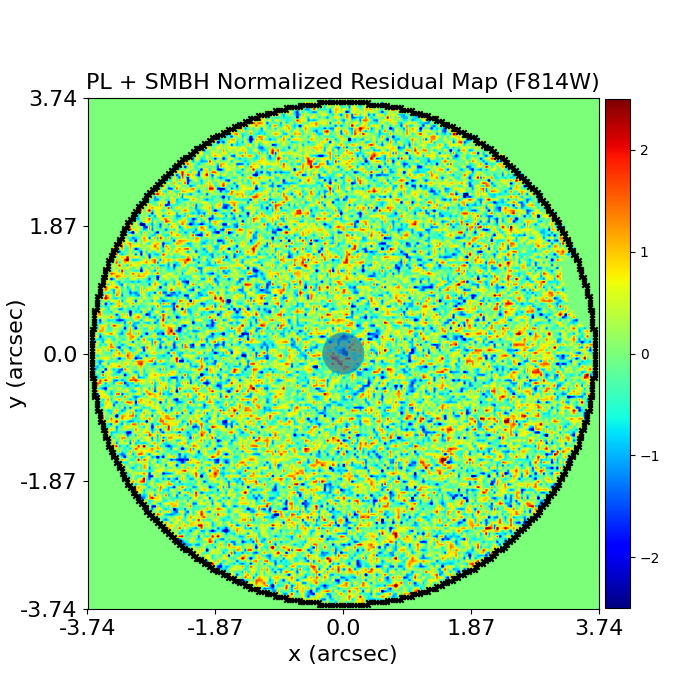 PL + SMBH Normalized Residual Map (F814W)
3.74
1.87
0.0
-1.87
-3.74
y (arcsec)
-3.74 -1.87 0.0 1.87 3.74
x (arcsec)
2
1
0
−1
−2